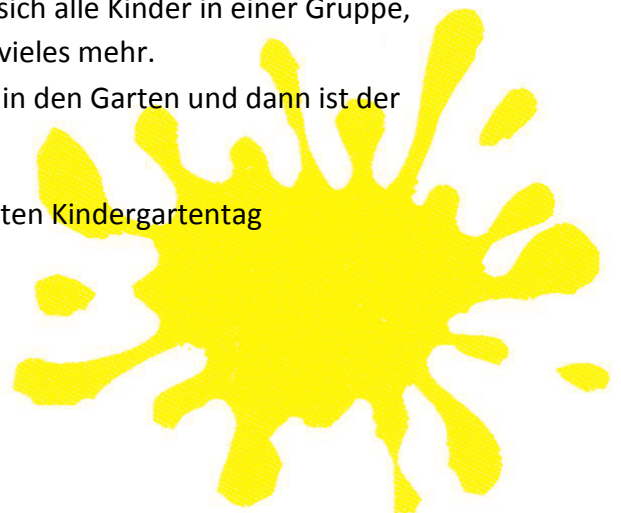 sich alle Kinder in einer Gruppe,
vieles mehr.
in den Garten und dann ist der
ten Kindergartentag